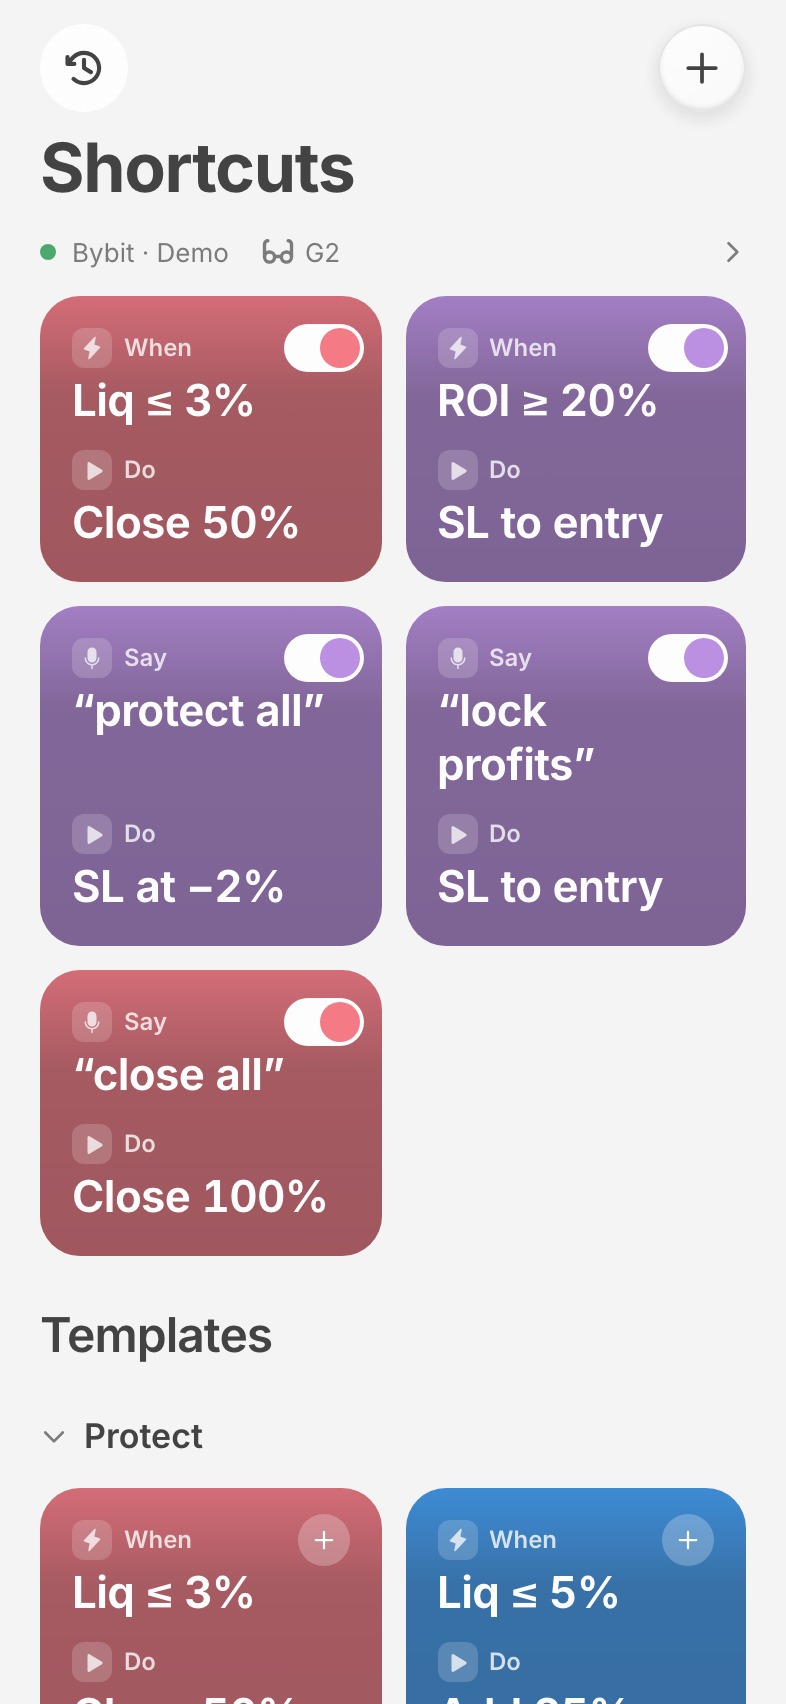 Shortcuts
Bybit · Demo G2
When
Liq ≤ 3%
Do
Close 50%
When
ROI ≥ 20%
Do
SL to entry
Say
“protect all”
Do
SL at −2%
Say
“lock
profits”
Do
SL to entry
Say
“close all”
Do
Close 100%
Templates
Protect
When
Liq ≤ 3%
Do
When
Liq ≤ 5%
Do